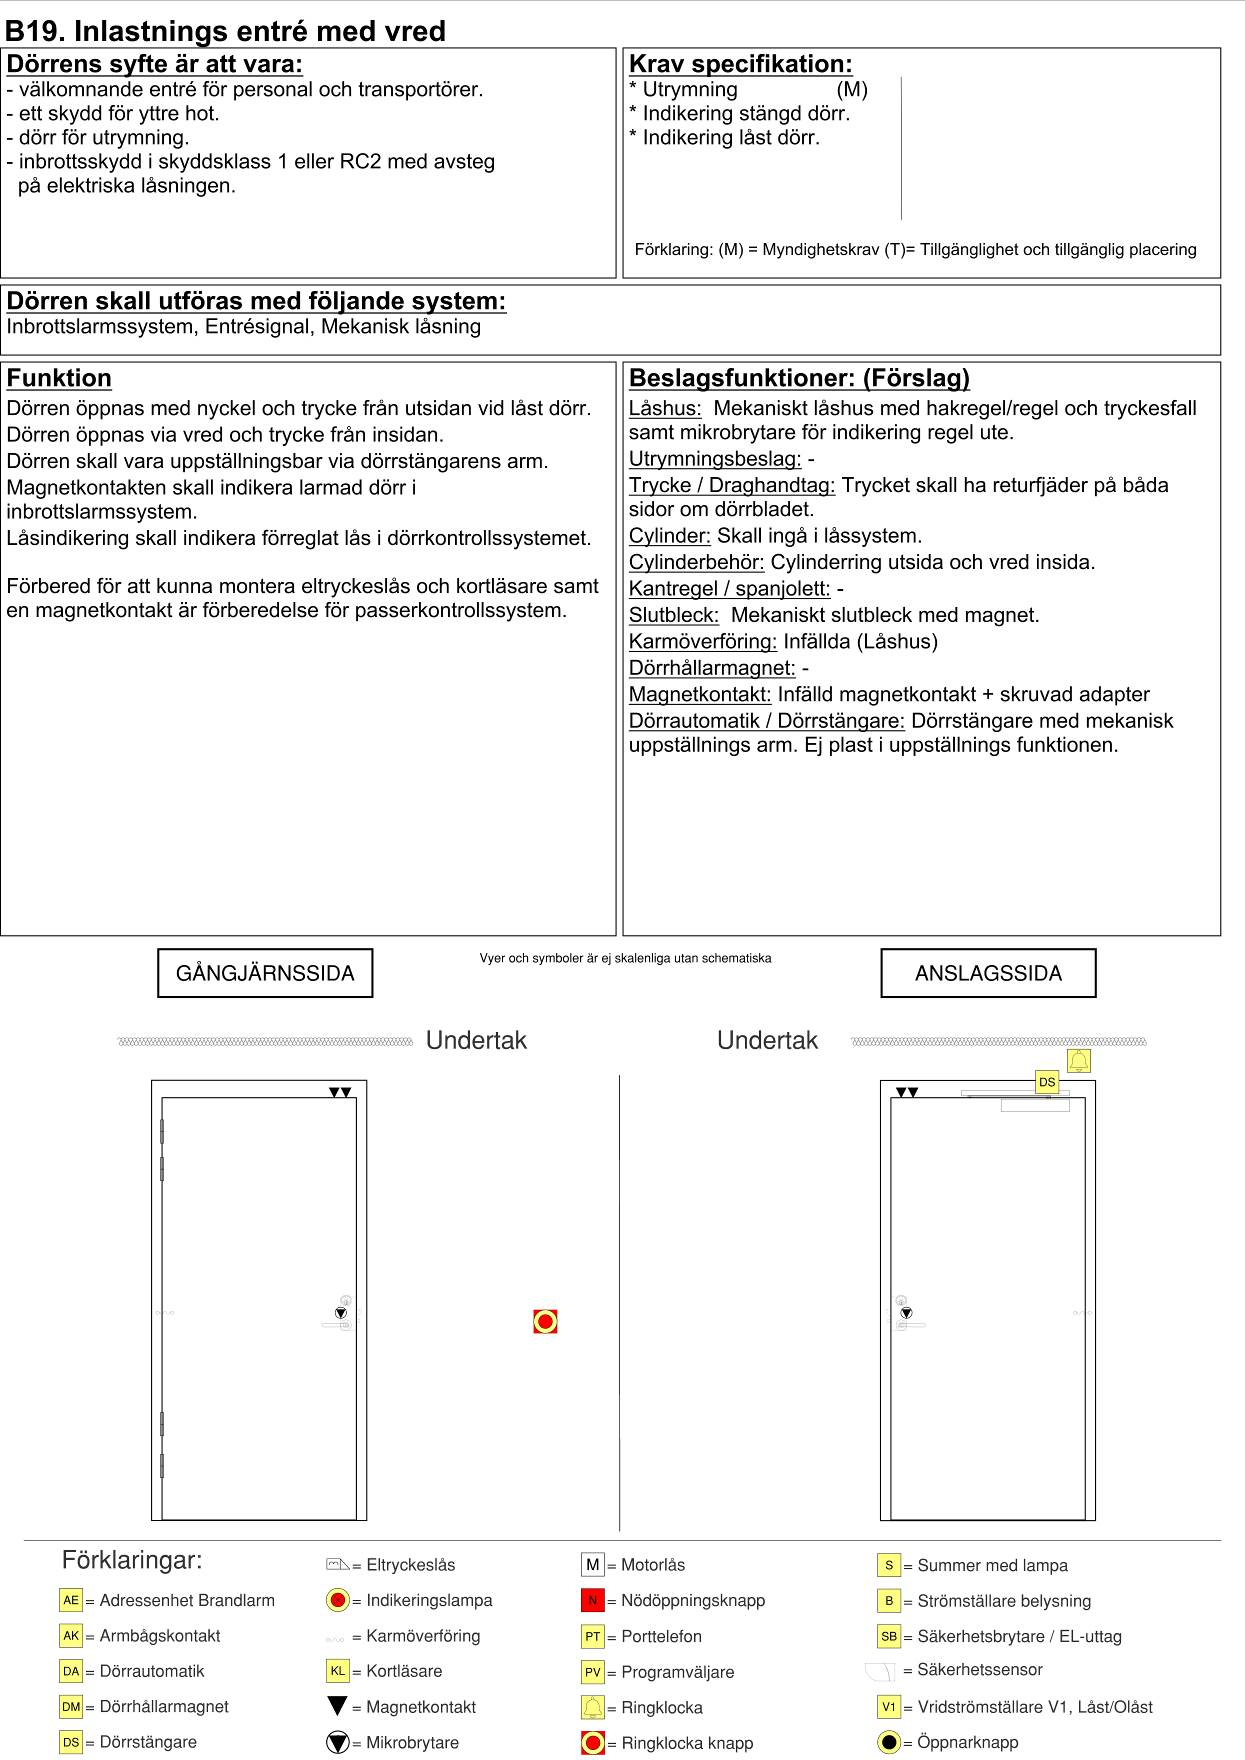 B19. Inlastnings entré med vred
Dörrens syfte är att vara:
- välkomnande entré för personal och transportörer.
- ett skydd för yttre hot.
- dörr för utrymning.
- inbrottsskydd i skyddsklass 1 eller RC2 med avsteg
på elektriska låsningen.
Krav specifikation:
* Utrymning (M)
* Indikering stängd dörr.
* Indikering låst dörr.
Förklaring: (M) = Myndighetskrav (T)= Tillgänglighet och tillgänglig placering
Dörren skall utföras med följande system:
Inbrottslarmssystem, Entrésignal, Mekanisk låsning
Funktion
Dörren öppnas med nyckel och trycke från utsidan vid låst dörr.
Dörren öppnas via vred och trycke från insidan.
Dörren skall vara uppställningsbar via dörrstängarens arm.
Magnetkontakten skall indikera larmad dörr i
inbrottslarmssystem.
Låsindikering skall indikera förreglat lås i dörrkontrollssystemet.
Förbered för att kunna montera eltryckeslås och kortläsare samt
en magnetkontakt är förberedelse för passerkontrollssystem.
Beslagsfunktioner: (Förslag)
Låshus: Mekaniskt låshus med hakregel/regel och tryckesfall
samt mikrobrytare för indikering regel ute.
Utrymningsbeslag: -
Trycke / Draghandtag: Trycket skall ha returfjäder på båda
sidor om dörrbladet.
Cylinder: Skall ingå i låssystem.
Cylinderbehör: Cylinderring utsida och vred insida.
Kantregel / spanjolett: -
Slutbleck: Mekaniskt slutbleck med magnet.
Karmöverföring: Infällda (Låshus)
Dörrhållarmagnet: -
Magnetkontakt: Infälld magnetkontakt + skruvad adapter
Dörrautomatik / Dörrstängare: Dörrstängare med mekanisk
uppställnings arm. Ej plast i uppställnings funktionen.
GÅNGJÄRNSSIDA
Vyer och symboler är ej skalenliga utan schematiska
ANSLAGSSIDA
Undertak
Undertak
DS
Förklaringar:
AE = Adressenhet Brandlarm
AK = Armbågskontakt
DA = Dörrautomatik
DM = Dörrhållarmagnet
DS = Dörrstängare
= Eltryckeslås
= Indikeringslampa
= Karmöverföring
KL = Kortläsare
= Magnetkontakt
= Mikrobrytare
M = Motorlås
N = Nödöppningsknapp
PT = Porttelefon
PV = Programväljare
= Ringklocka
= Ringklocka knapp
S = Summer med lampa
B = Strömställare belysning
SB = Säkerhetsbrytare / EL-uttag
= Säkerhetssensor
V1 = Vridströmställare V1, Låst/Olåst
= Öppnarknapp